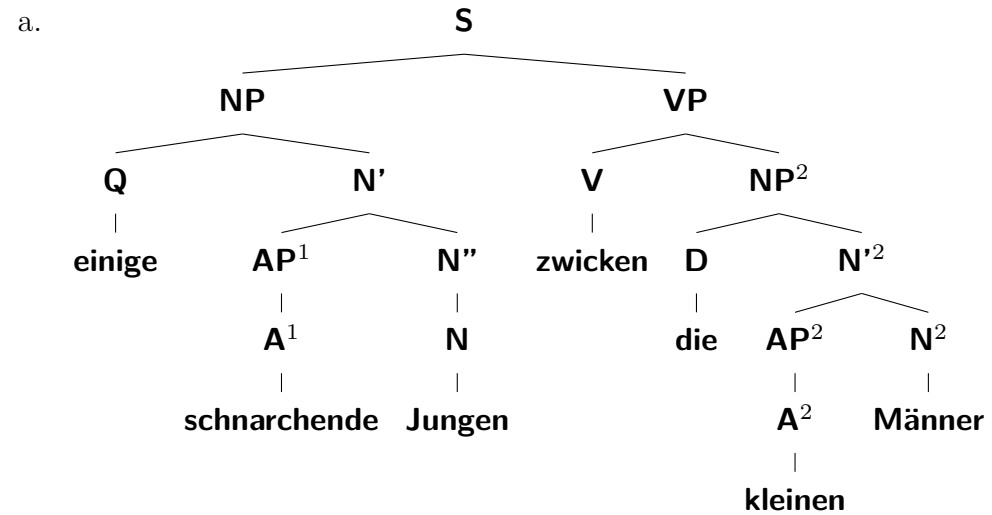 a. S
NP VP
Q N’ V NP²
einige AP¹ N” zwicken D N’²
A¹ N die AP² N²
schnarchende Jungen A² Männer
kleinen